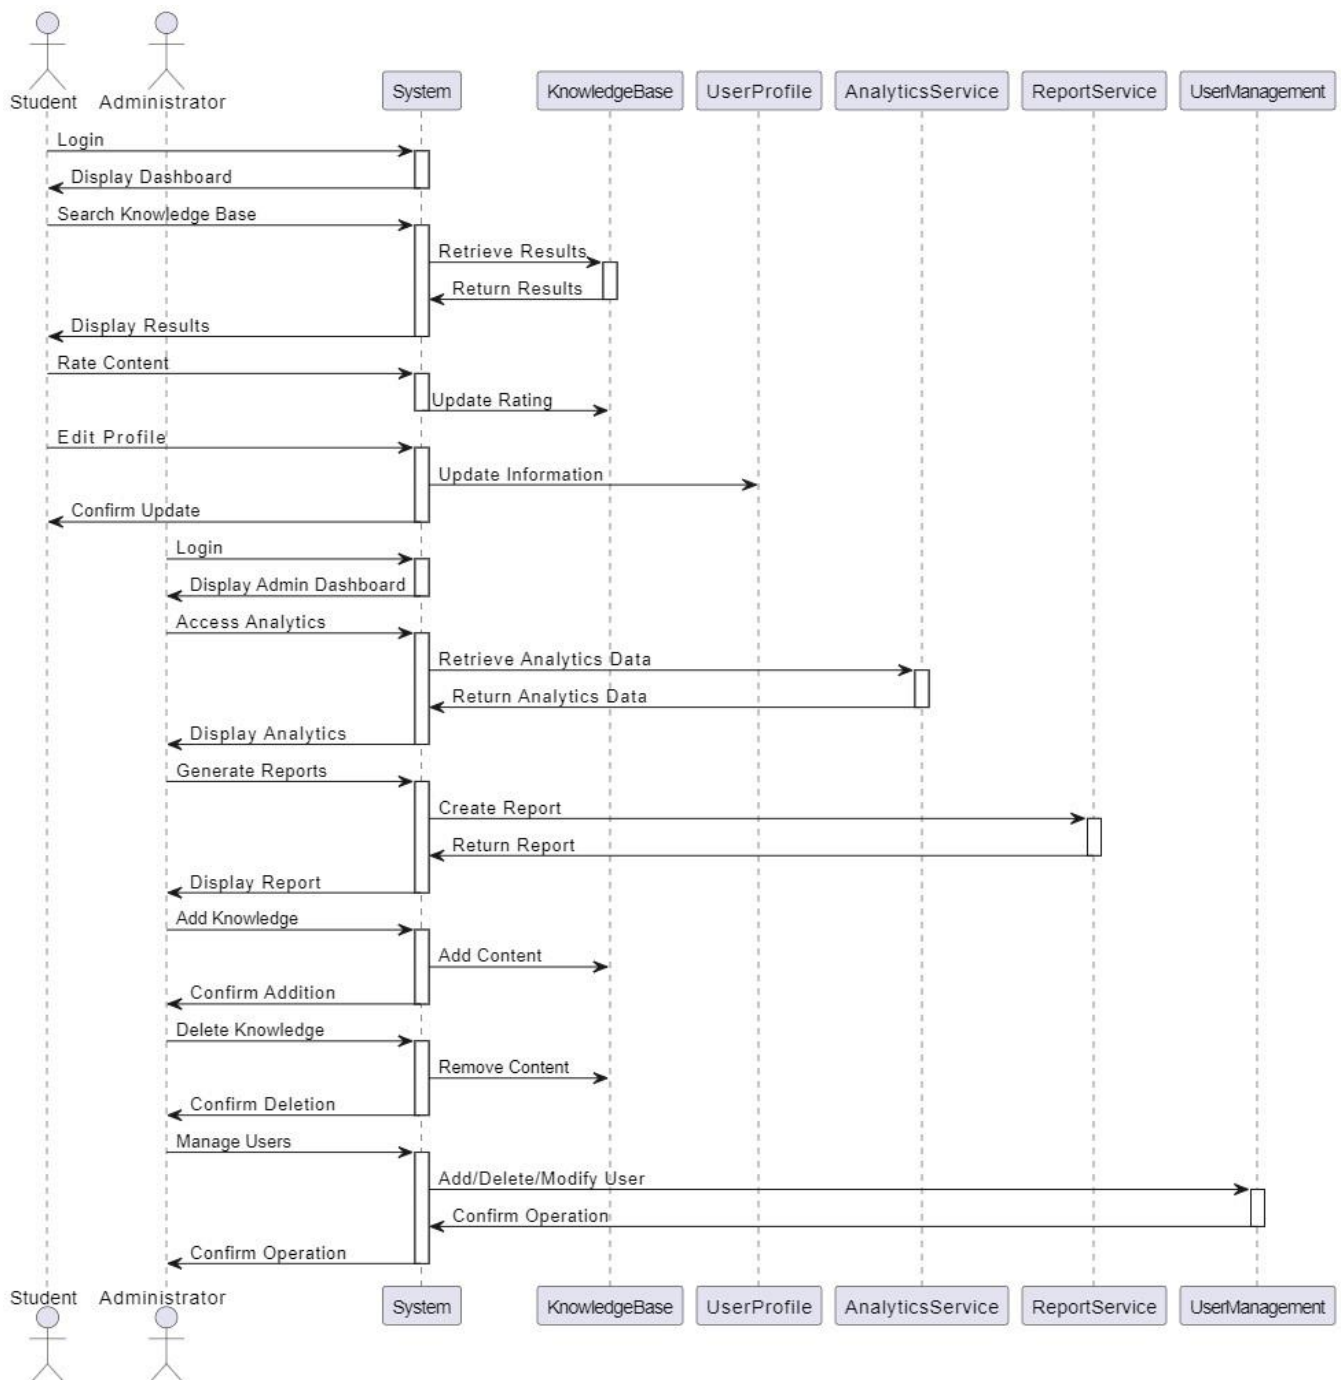 Student
Administrator
System
KnowledgeBase
UserProfile
AnalyticsService
ReportService
UserManagement
Login
Display Dashboard
Search Knowledge Base
Retrieve Results
Return Results
Display Results
Rate Content
Update Rating
Edit Profile
Update Information
Confirm Update
Login
Display Admin Dashboard
Access Analytics
Retrieve Analytics Data
Return Analytics Data
Display Analytics
Generate Reports
Create Report
Return Report
Display Report
Add Knowledge
Add Content
Confirm Addition
Delete Knowledge
Remove Content
Confirm Deletion
Manage Users
Add/Delete/Modify User
Confirm Operation
Confirm Operation
Student
Administrator
System
KnowledgeBase
UserProfile
AnalyticsService
ReportService
UserManagement